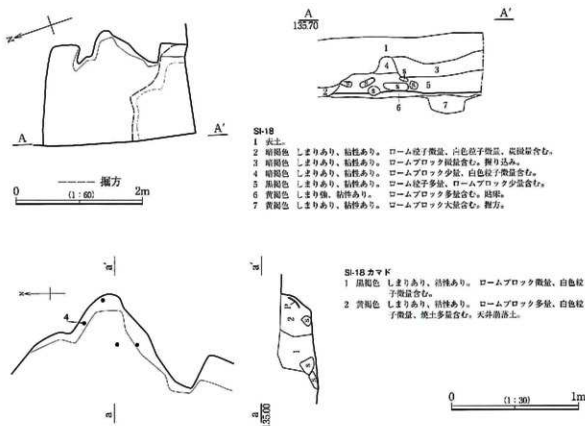 N
A
A'
A
135.70
A'
1
4
3
2
5
6
7
SI-18
1 表土。
2 暗褐色 しまりあり、粘性あり。 ローム粒子微量、白色粒子微量、炭微量含む。
3 暗褐色 しまりあり、粘性あり。 ロームブロック微量含む。掘り込み。
4 暗褐色 しまりあり、粘性あり。 ロームブロック少量、白色粒子微量含む。
5 黒褐色 しまりあり、粘性あり。 ローム粒子多量、ロームブロック少量含む。
6 黄褐色 しまり強、粘性あり。 ロームブロック多量含む。貼床。
7 黄褐色 しまりあり、粘性あり。 ロームブロック大量含む。掘方。
掘方
0 (1:60) 2m
N
a'
4
a
a'
P
2
S
1
S
S
a
135.00
SI-18 カマド
1 黒褐色 しまりあり、粘性あり。 ロームブロック微量、白色粒
子微量含む。
2 黄褐色 しまりあり、粘性あり。 ロームブロック多量、白色粒
子微量、焼土多量含む。天井崩落土。
0 (1:30) 1m